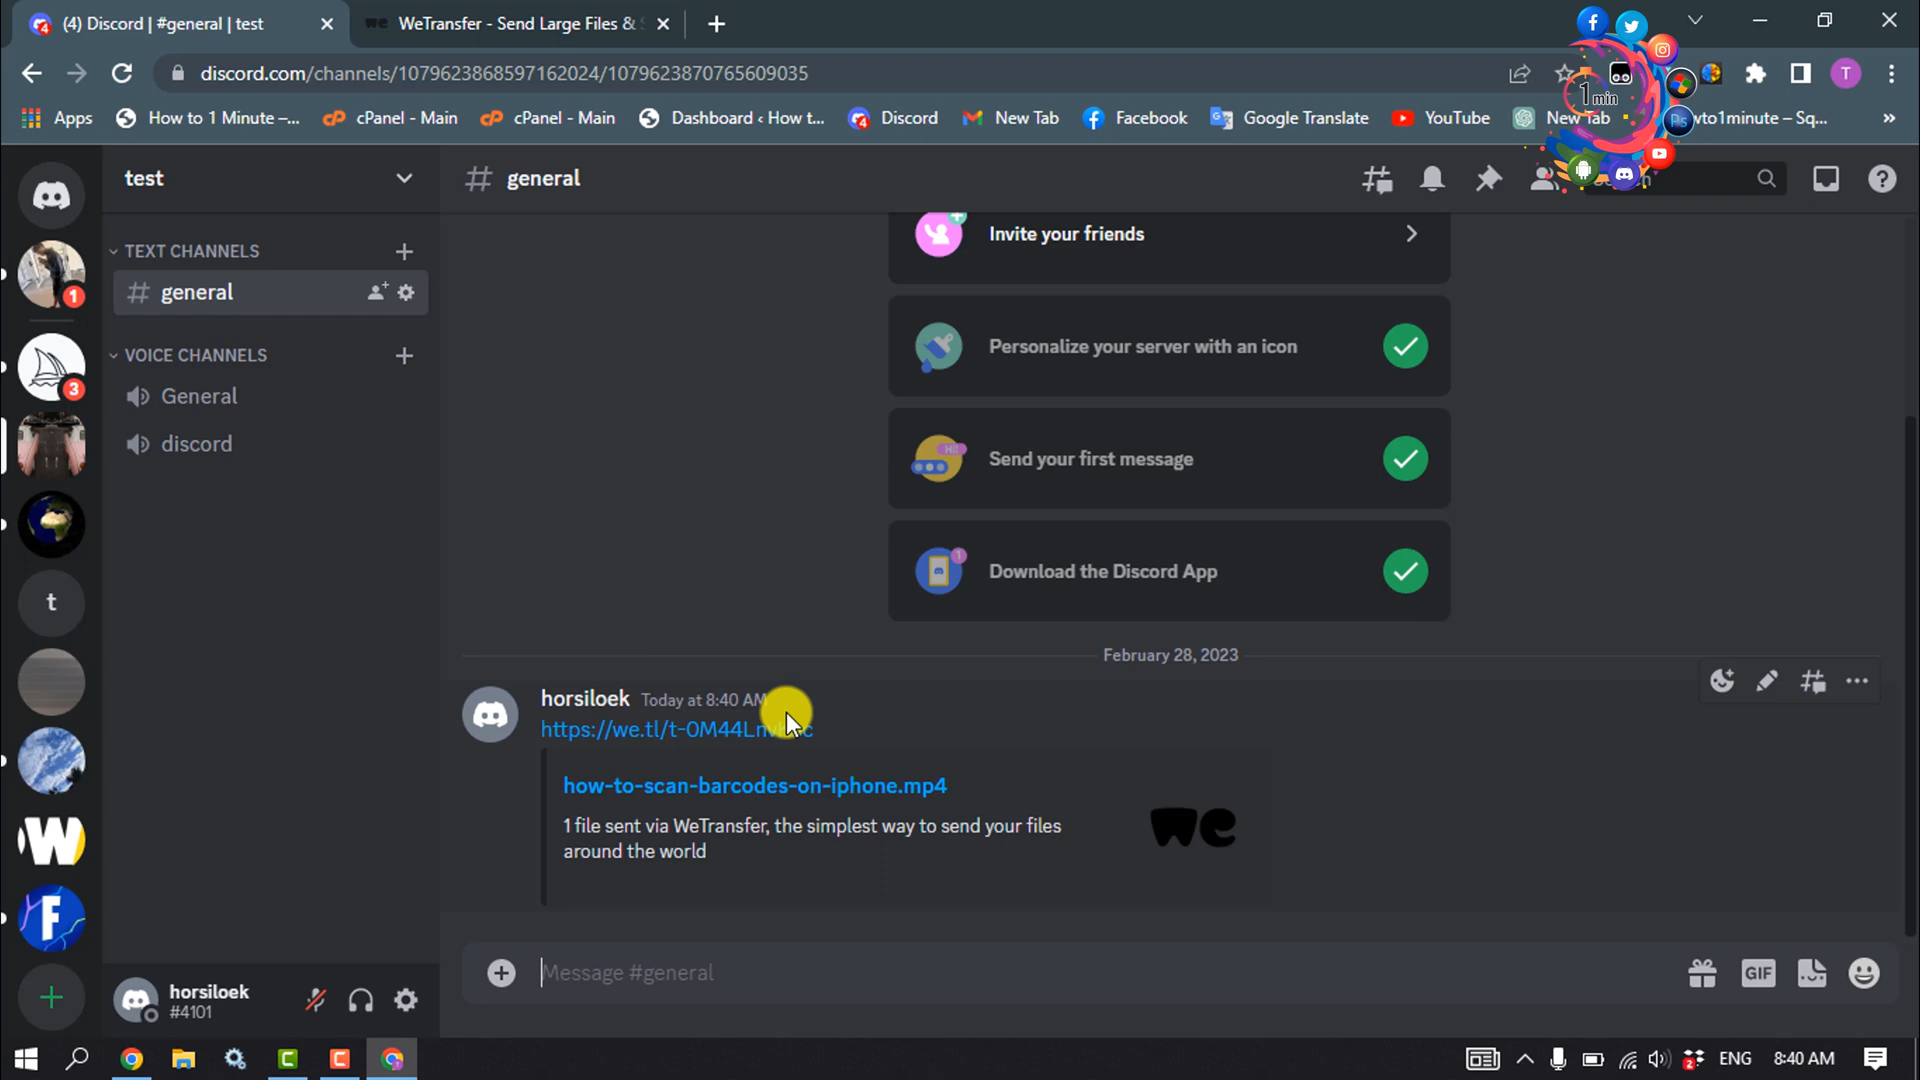 (4) Discord | #general | test
WeTransfer - Send Large Files &
discord.com/channels/1079623868597162024/1079623870765609035
T
1 min
Apps
How to 1 Minute –...
cPanel - Main
cPanel - Main
Dashboard ‹ How t...
Discord
New Tab
Facebook
Google Translate
YouTube
New Tab
wto1minute – Sq...
»
test
general
TEXT CHANNELS
general
VOICE CHANNELS
General
discord
1
3
t
W
F
Invite your friends
Personalize your server with an icon
Send your first message
Download the Discord App
February 28, 2023
horsiloek Today at 8:40 AM
how-to-scan-barcodes-on-iphone.mp4
1 file sent via WeTransfer, the simplest way to send your files
around the world
we
Message #general
GIF
horsiloek
#4101
ENG
8:40 AM